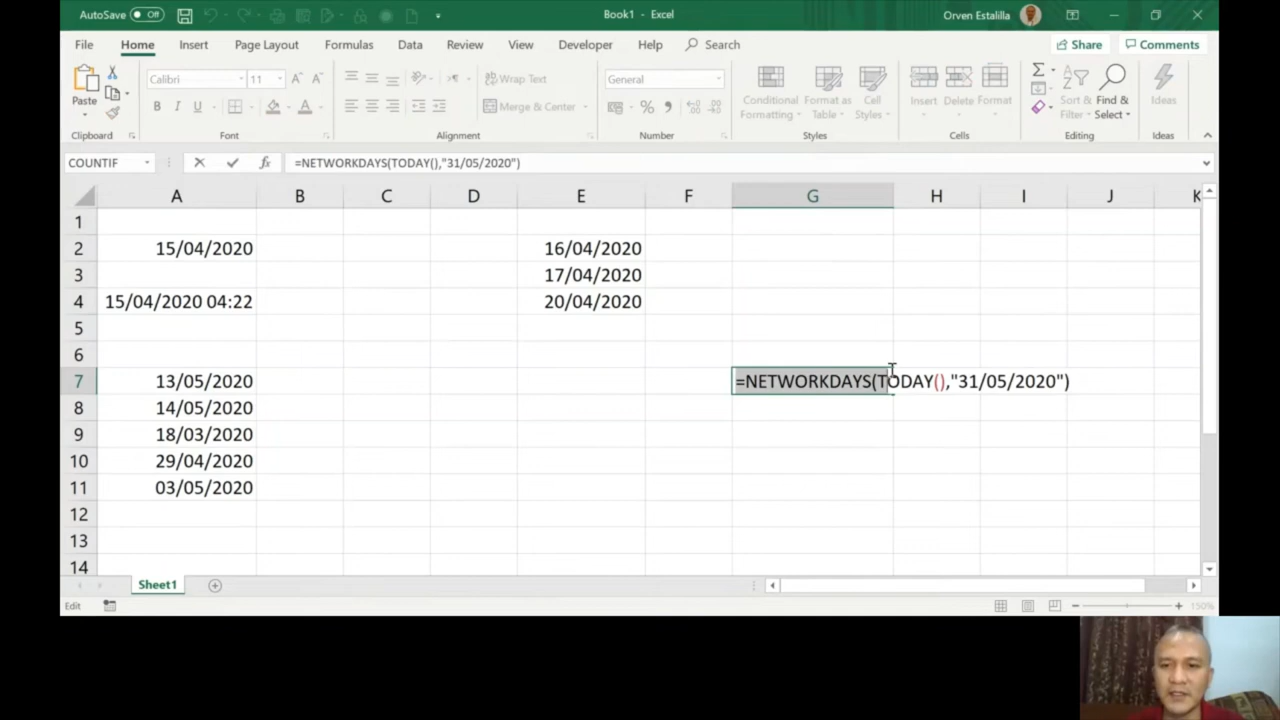 AutoSave Off Book1 - Excel Orven Estalilla
File Home Insert Page Layout Formulas Data Review View Developer Help Search Share Comments
Calibri 11 Wrap Text General
Paste B I U Merge & Center % Conditional Formatting Format as Table Cell Styles Insert Delete Format Sort & Filter Find & Select Ideas
Clipboard Font Alignment Number Styles Cells Editing Ideas
COUNTIF fx =NETWORKDAYS(TODAY(),"31/05/2020")
A B C D E F G H I J K
1
2 15/04/2020 16/04/2020
3 17/04/2020
4 15/04/2020 04:22 20/04/2020
5
6
7 13/05/2020 =NETWORKDAYS(TODAY(),"31/05/2020")
8 14/05/2020
9 18/03/2020
10 29/04/2020
11 03/05/2020
12
13
14
Sheet1
Edit 150%